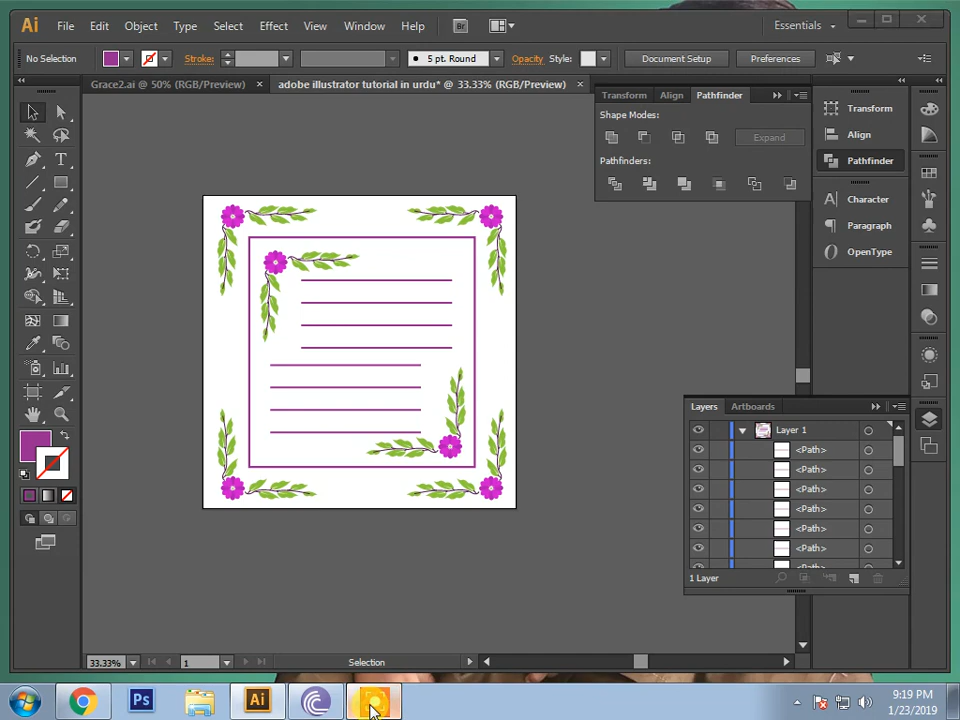 Ai File Edit Object Type Select Effect View Window Help Br Essentials
No Selection Stroke: 5 pt. Round Opacity Style: Document Setup Preferences
Grace2.ai @ 50% (RGB/Preview) × adobe illustrator tutorial in urdu* @ 33.33% (RGB/Preview) ×
Transform Align Pathfinder
Shape Modes:
Expand
Pathfinders:
Transform
Align
Pathfinder
Character
Paragraph
OpenType
Layers Artboards
Layer 1
<Path>
<Path>
<Path>
<Path>
<Path>
<Path>
1 Layer
33.33% 1 Selection
Ps Ai
9:19 PM
1/23/2019